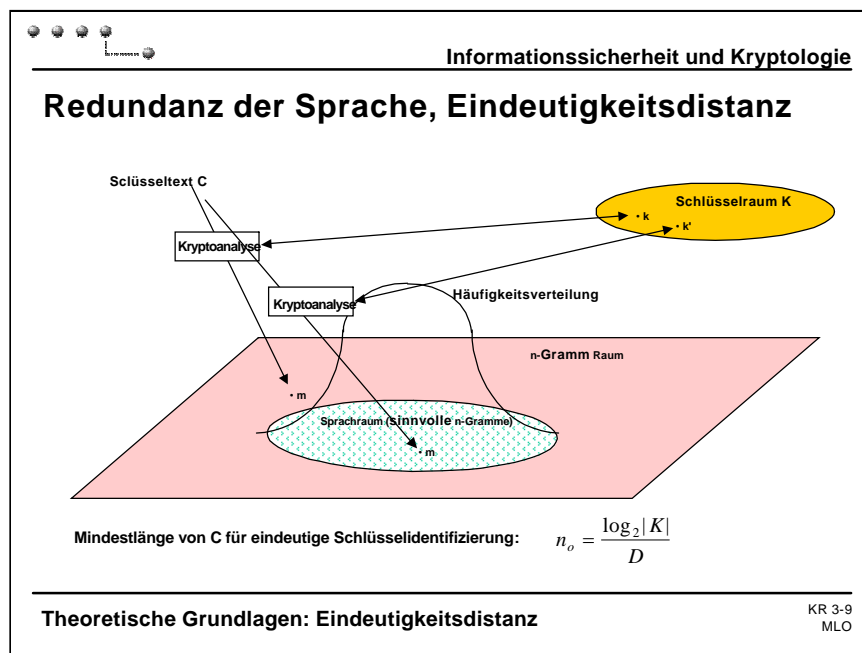 Informationssicherheit und Kryptologie
Redundanz der Sprache, Eindeutigkeitsdistanz
Sclüsseltext C
Schlüsselraum K
k
k'
Kryptoanalyse
Kryptoanalyse
Häufigkeitsverteilung
n-Gramm Raum
m
Sprachraum (sinnvolle n-Gramme)
m
Mindestlänge von C für eindeutige Schlüsselidentifizierung: n_o = log_2|K| / D
Theoretische Grundlagen: Eindeutigkeitsdistanz
KR 3-9
MLO